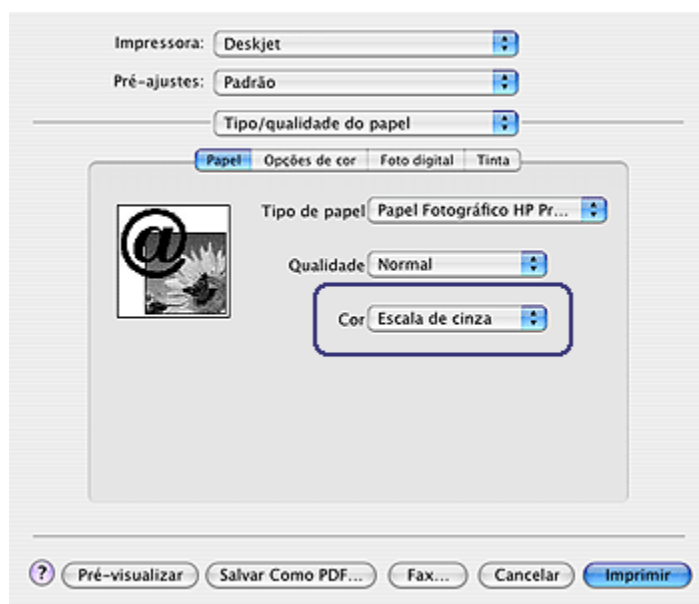 Impressora: Deskjet
Pré-ajustes: Padrão
Tipo/qualidade do papel
Papel Opções de cor Foto digital Tinta
@
Tipo de papel Papel Fotográfico HP Pr...
Qualidade Normal
Cor Escala de cinza
? Pré-visualizar Salvar Como PDF... Fax... Cancelar Imprimir